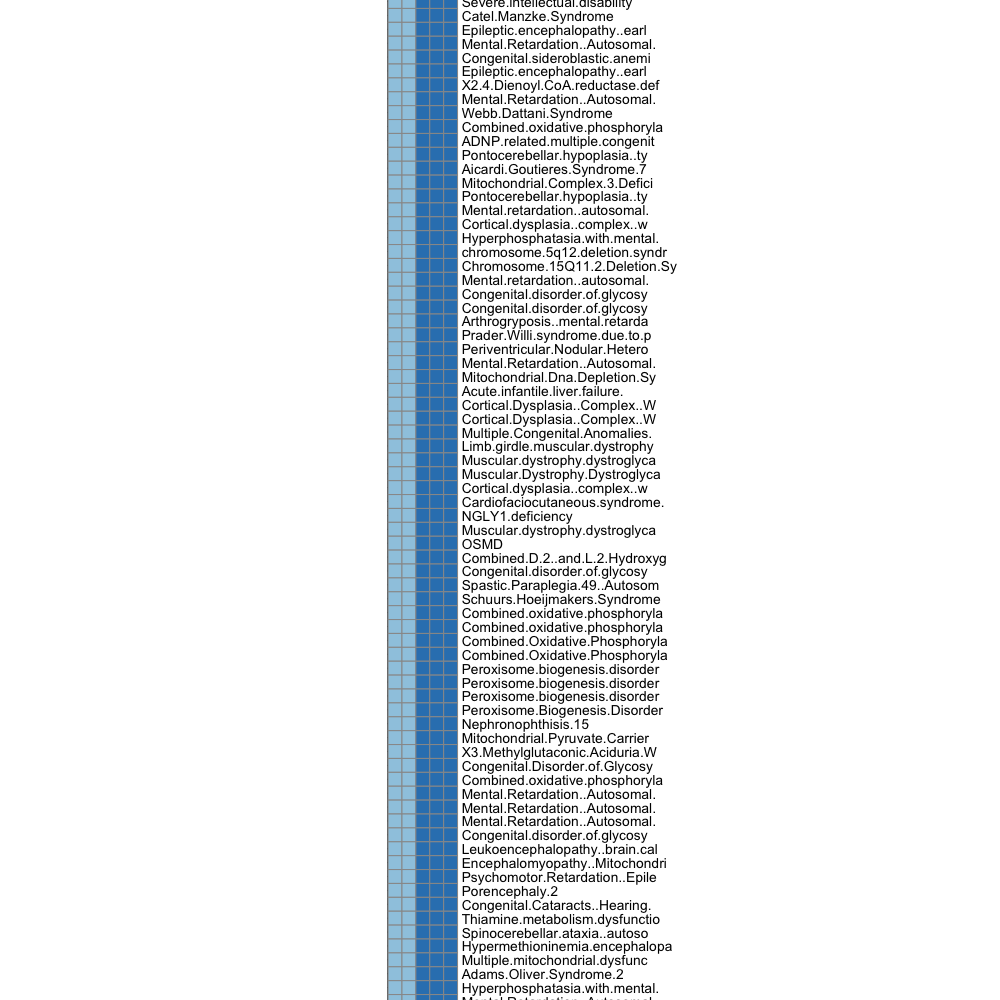 Severe.intellectual.disability
Catel.Manzke.Syndrome
Epileptic.encephalopathy..earl
Mental.Retardation..Autosomal.
Congenital.sideroblastic.anemi
Epileptic.encephalopathy..earl
X2.4.Dienoyl.CoA.reductase.def
Mental.Retardation..Autosomal.
Webb.Dattani.Syndrome
Combined.oxidative.phosphoryla
ADNP.related.multiple.congenit
Pontocerebellar.hypoplasia..ty
Aicardi.Goutieres.Syndrome.7
Mitochondrial.Complex.3.Defici
Pontocerebellar.hypoplasia..ty
Mental.retardation..autosomal.
Cortical.dysplasia..complex..w
Hyperphosphatasia.with.mental.
chromosome.5q12.deletion.syndr
Chromosome.15Q11.2.Deletion.Sy
Mental.retardation..autosomal.
Congenital.disorder.of.glycosy
Congenital.disorder.of.glycosy
Arthrogryposis..mental.retarda
Prader.Willi.syndrome.due.to.p
Periventricular.Nodular.Hetero
Mental.Retardation..Autosomal.
Mitochondrial.Dna.Depletion.Sy
Acute.infantile.liver.failure.
Cortical.Dysplasia..Complex..W
Cortical.Dysplasia..Complex..W
Multiple.Congenital.Anomalies.
Limb.girdle.muscular.dystrophy
Muscular.dystrophy.dystroglyca
Muscular.Dystrophy.Dystroglyca
Cortical.dysplasia..complex..w
Cardiofaciocutaneous.syndrome.
NGLY1.deficiency
Muscular.dystrophy.dystroglyca
OSMD
Combined.D.2..and.L.2.Hydroxyg
Congenital.disorder.of.glycosy
Spastic.Paraplegia.49..Autosom
Schuurs.Hoeijmakers.Syndrome
Combined.oxidative.phosphoryla
Combined.oxidative.phosphoryla
Combined.Oxidative.Phosphoryla
Combined.Oxidative.Phosphoryla
Peroxisome.biogenesis.disorder
Peroxisome.biogenesis.disorder
Peroxisome.biogenesis.disorder
Peroxisome.Biogenesis.Disorder
Nephronophthisis.15
Mitochondrial.Pyruvate.Carrier
X3.Methylglutaconic.Aciduria.W
Congenital.Disorder.of.Glycosy
Combined.oxidative.phosphoryla
Mental.Retardation..Autosomal.
Mental.Retardation..Autosomal.
Mental.Retardation..Autosomal.
Congenital.disorder.of.glycosy
Leukoencephalopathy..brain.cal
Encephalomyopathy..Mitochondri
Psychomotor.Retardation..Epile
Porencephaly.2
Congenital.Cataracts..Hearing.
Thiamine.metabolism.dysfunctio
Spinocerebellar.ataxia..autoso
Hypermethioninemia.encephalopa
Multiple.mitochondrial.dysfunc
Adams.Oliver.Syndrome.2
Hyperphosphatasia.with.mental.